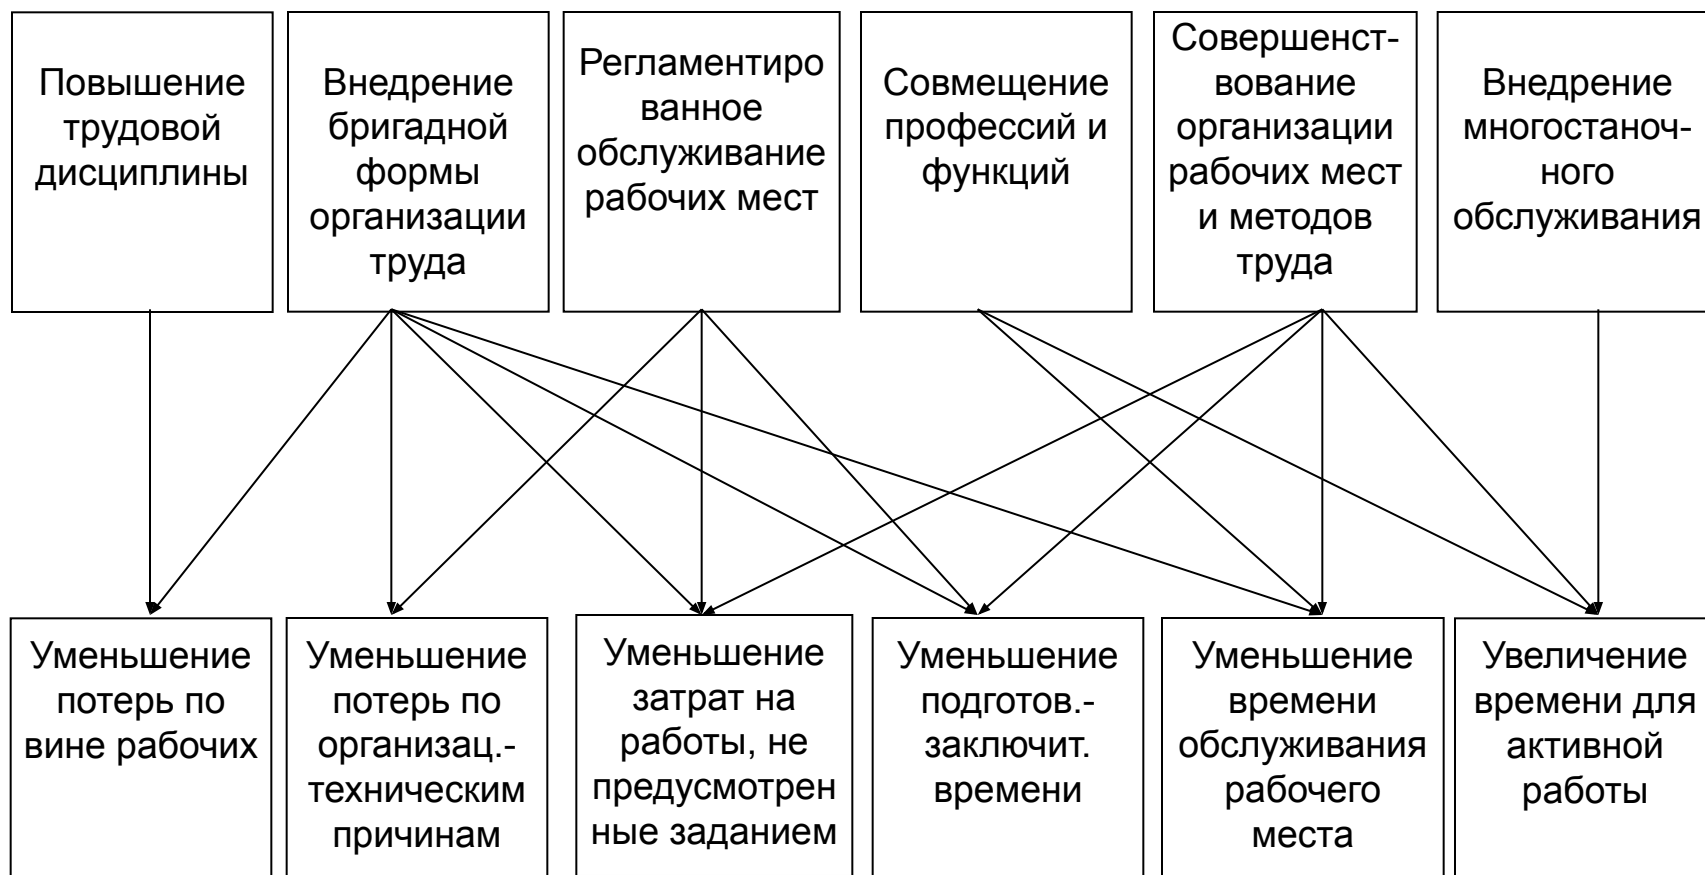 Повышение
трудовой
дисциплины
Внедрение
бригадной
формы
организации
труда
Регламентиро
ванное
обслуживание
рабочих мест
Совмещение
профессий и
функций
Совершенст-
вование
организации
рабочих мест
и методов
труда
Внедрение
многостаноч-
ного
обслуживания
Уменьшение
потерь по
вине рабочих
Уменьшение
потерь по
организац.-
техническим
причинам
Уменьшение
затрат на
работы, не
предусмотрен
ные заданием
Уменьшение
подготов.-
заключит.
времени
Уменьшение
времени
обслуживания
рабочего
места
Увеличение
времени для
активной
работы